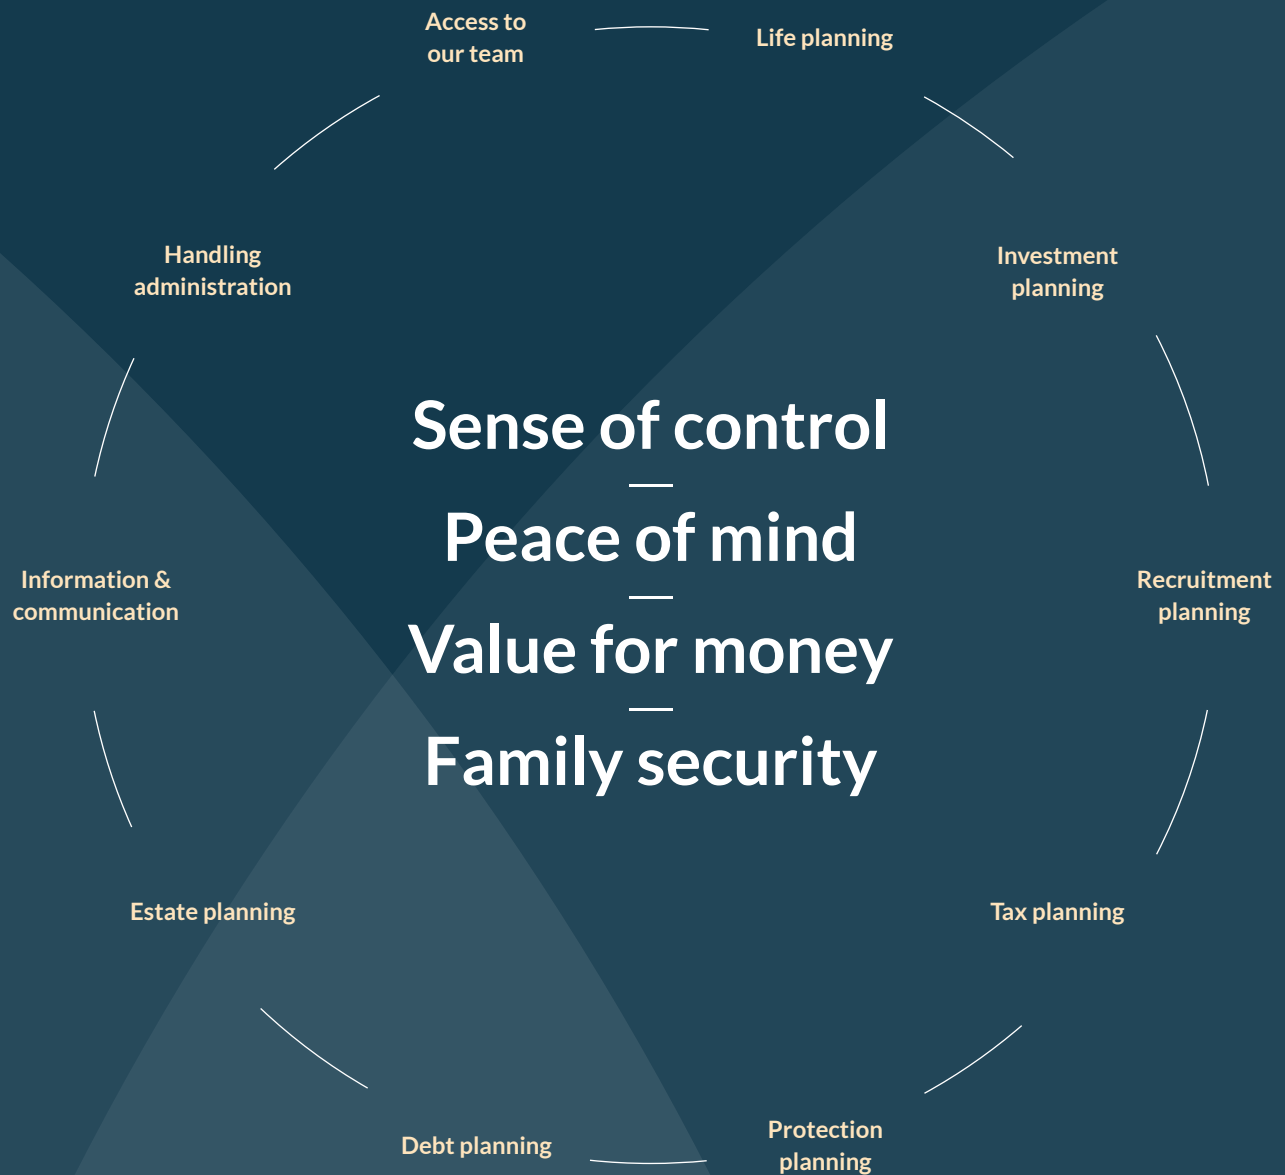 Access to
our team
Life planning
Handling
administration
Investment
planning
Sense of control
Peace of mind
Value for money
Family security
Information &
communication
Recruitment
planning
Estate planning
Tax planning
Debt planning
Protection
planning